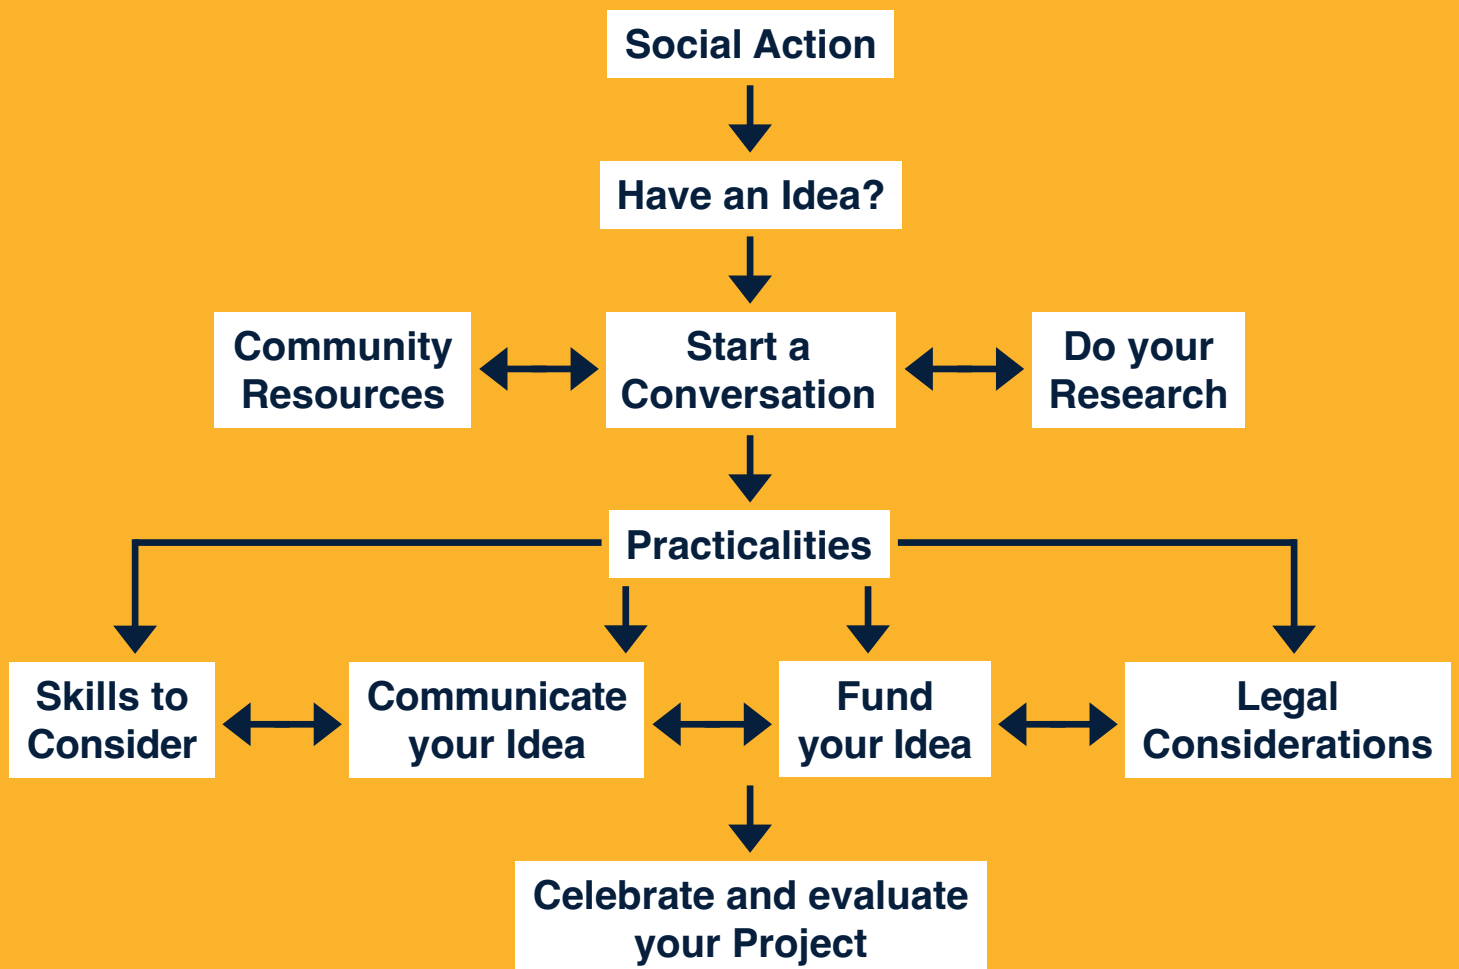 Social Action
Have an Idea?
Community
Resources
Start a
Conversation
Do your
Research
Practicalities
Skills to
Consider
Communicate
your Idea
Fund
your Idea
Legal
Considerations
Celebrate and evaluate
your Project